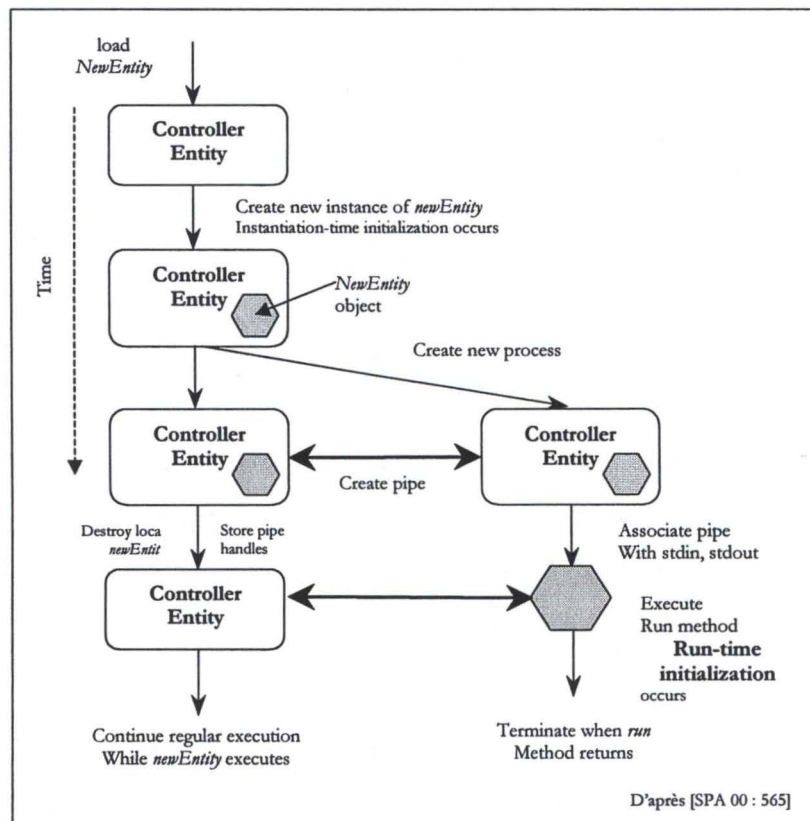 load
NewEntity
Controller
Entity
Time
Create new instance of newEntity
Instantiation-time initialization occurs
Controller
Entity
NewEntity
object
Create new process
Controller
Entity
Create pipe
Controller
Entity
Destroy loca
newEntit
Store pipe
handles
Associate pipe
With stdin, stdout
Controller
Entity
Execute
Run method
Run-time
initialization
occurs
Continue regular execution
While newEntity executes
Terminate when run
Method returns
D'après [SPA 00 : 565]